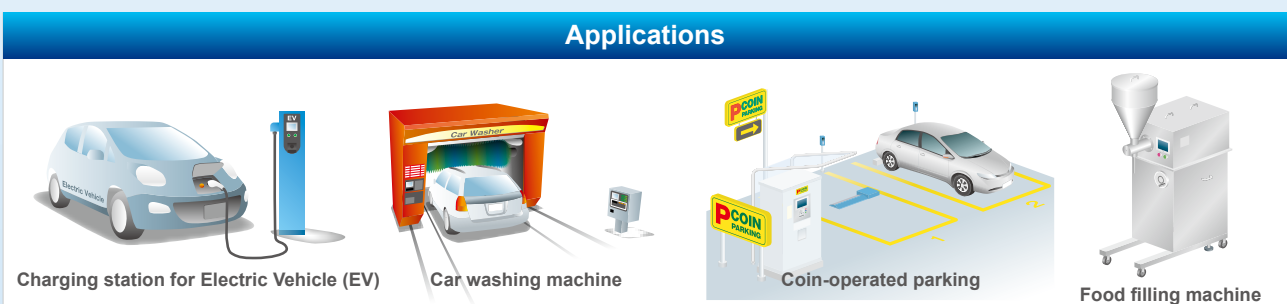 Applications
EV
Electric Vehicle
Charging station for Electric Vehicle (EV)
Car Washer
Car washing machine
P COIN
PARKING
P COIN
PARKING
Coin-operated parking
Food filling machine